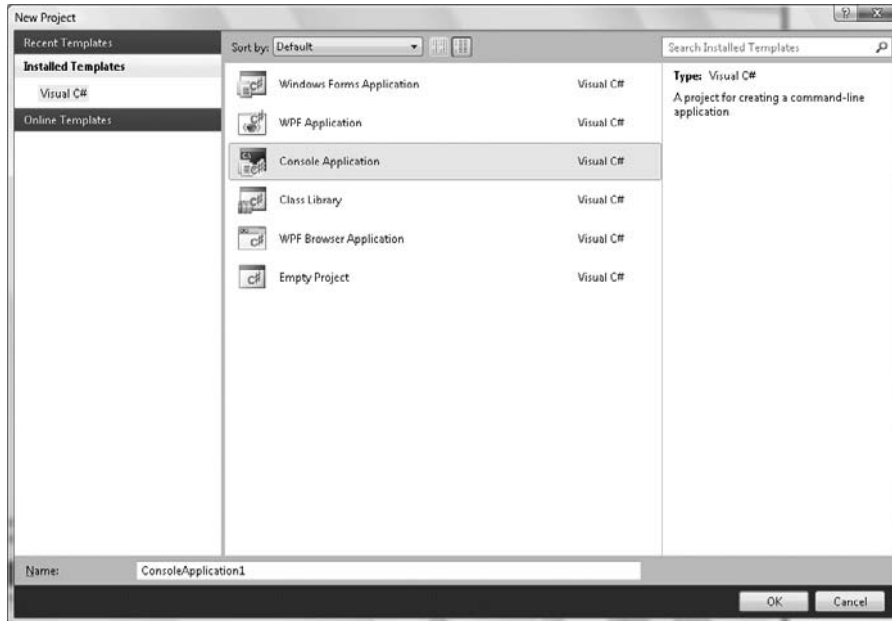 New Project
Recent Templates
Installed Templates
Visual C#
Online Templates
Sort by: Default
Search Installed Templates
Windows Forms Application Visual C#
WPF Application Visual C#
Console Application Visual C#
Class Library Visual C#
WPF Browser Application Visual C#
Empty Project Visual C#
Type: Visual C#
A project for creating a command-line
application
Name: ConsoleApplication1
OK Cancel